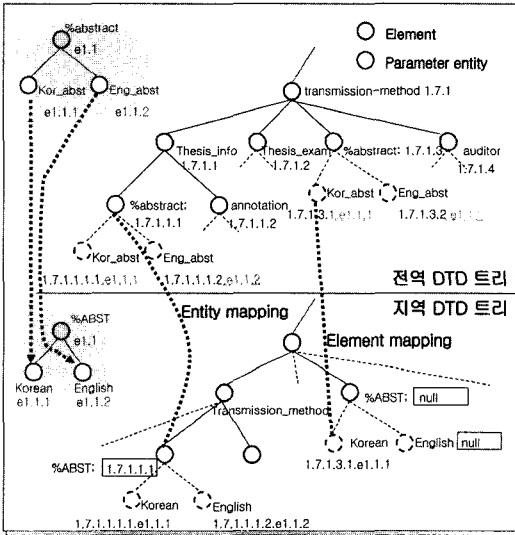 %abstract
e1.1
Kor_abst
Eng_abst
e1.1.1
e1.1.2
Element
Parameter entity
transmission-method 1.7.1
Thesis_info
1.7.1.1
Thesis_exam
1.7.1.2
%abstract: 1.7.1.3
auditor
1.7.1.4
Kor_abst
Eng_abst
1.7.1.3.1.e1.1.1
1.7.1.3.2 e1.1.2
%abstract:
1.7.1.1.1
annotation
1.7.1.1.2
Kor_abst
Eng_abst
1.7.1.1.1.1.e1.1.1
1.7.1.1.1.2.e1.1.2
전역 DTD 트리
지역 DTD 트리
%ABST
e1.1
Korean
e1.1.1
English
e1.1.2
Entity mapping
Element mapping
Transmission_method
%ABST: null
Korean
English null
1.7.1.3.1.e1.1.1
%ABST: 1.7.1.1.1
Korean
English
1.7.1.1.1.1.e1.1.1
1.7.1.1.1.2.e1.1.2